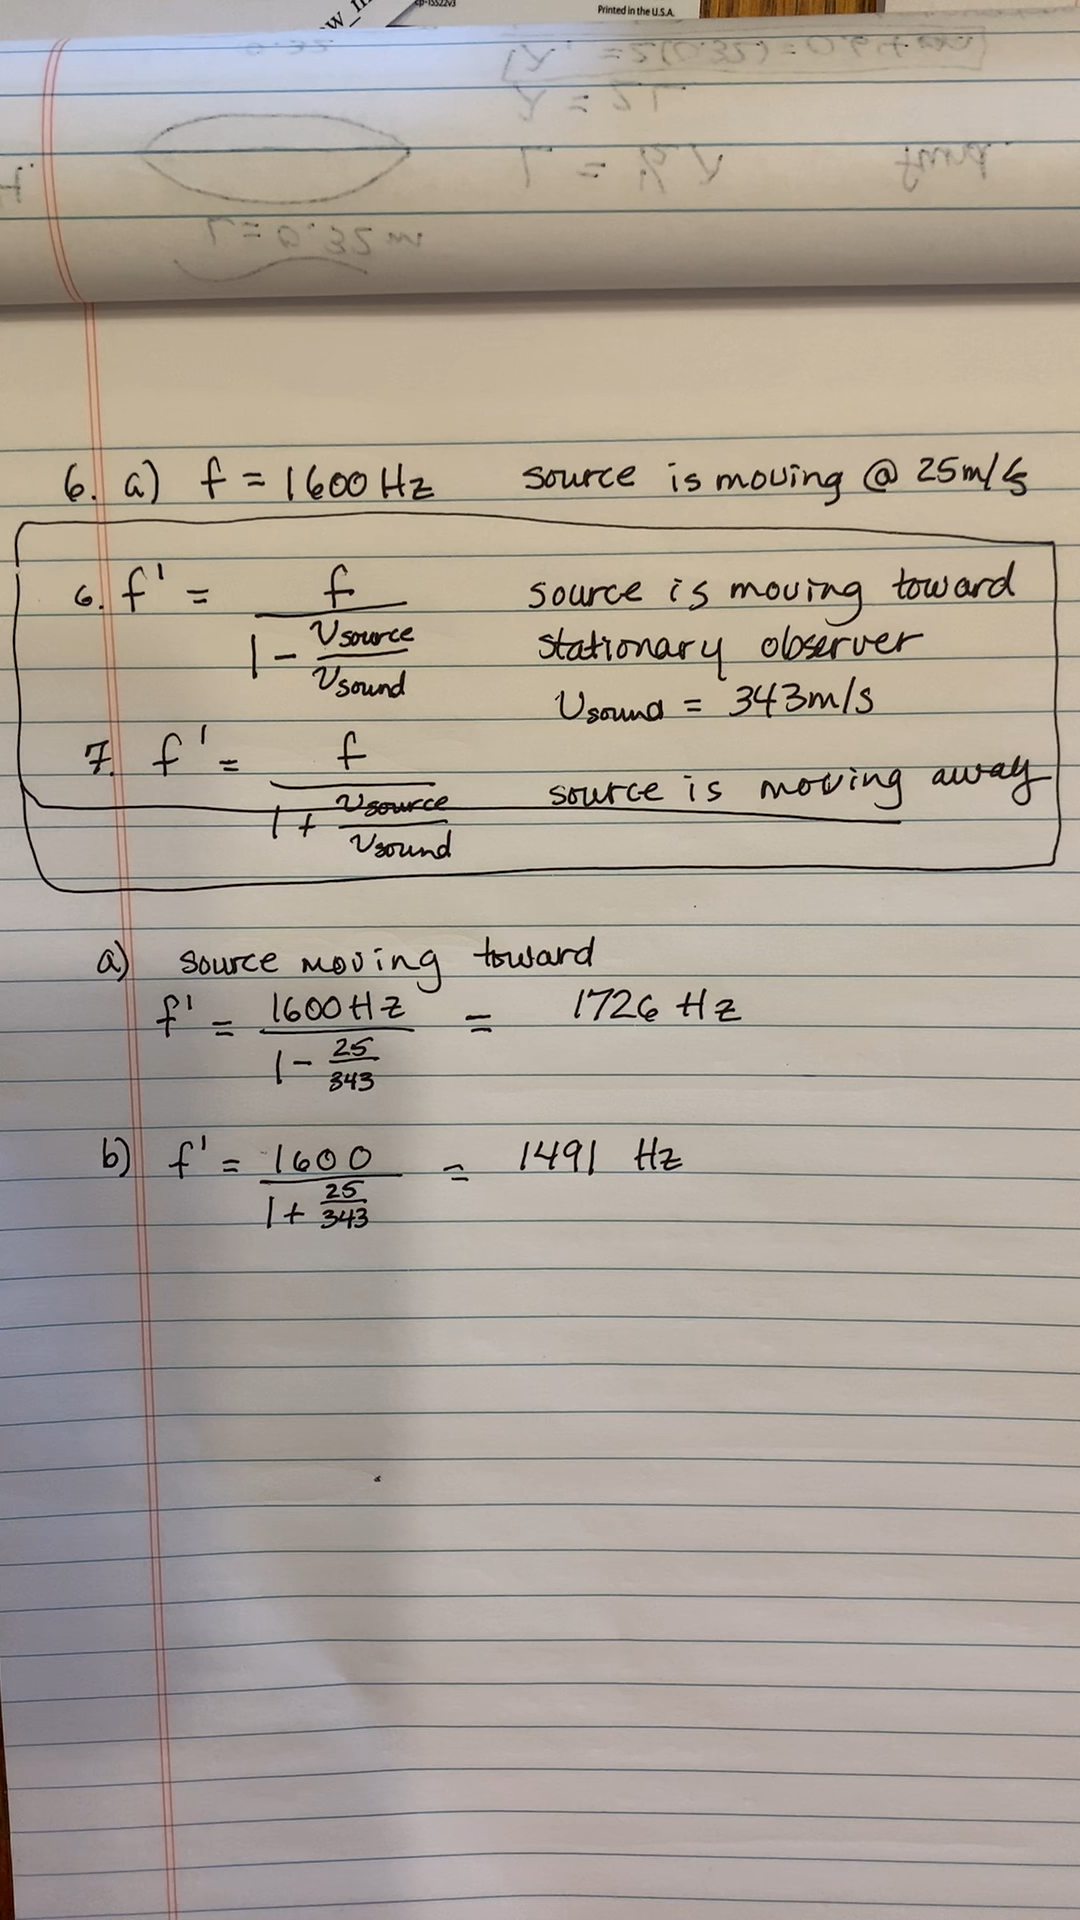 Printed in the U.S.A.
6. a) f = 1600 Hz source is moving @ 25m/s
6. f' = f / (1 - Vsource / Vsound) source is moving toward
stationary observer
Vsound = 343m/s
7. f' = f / (1 + Vsource / Vsound) source is moving away
a) source moving toward
f' = 1600 Hz / (1 - 25 / 343) = 1726 Hz
b) f' = 1600 / (1 + 25 / 343) = 1491 Hz